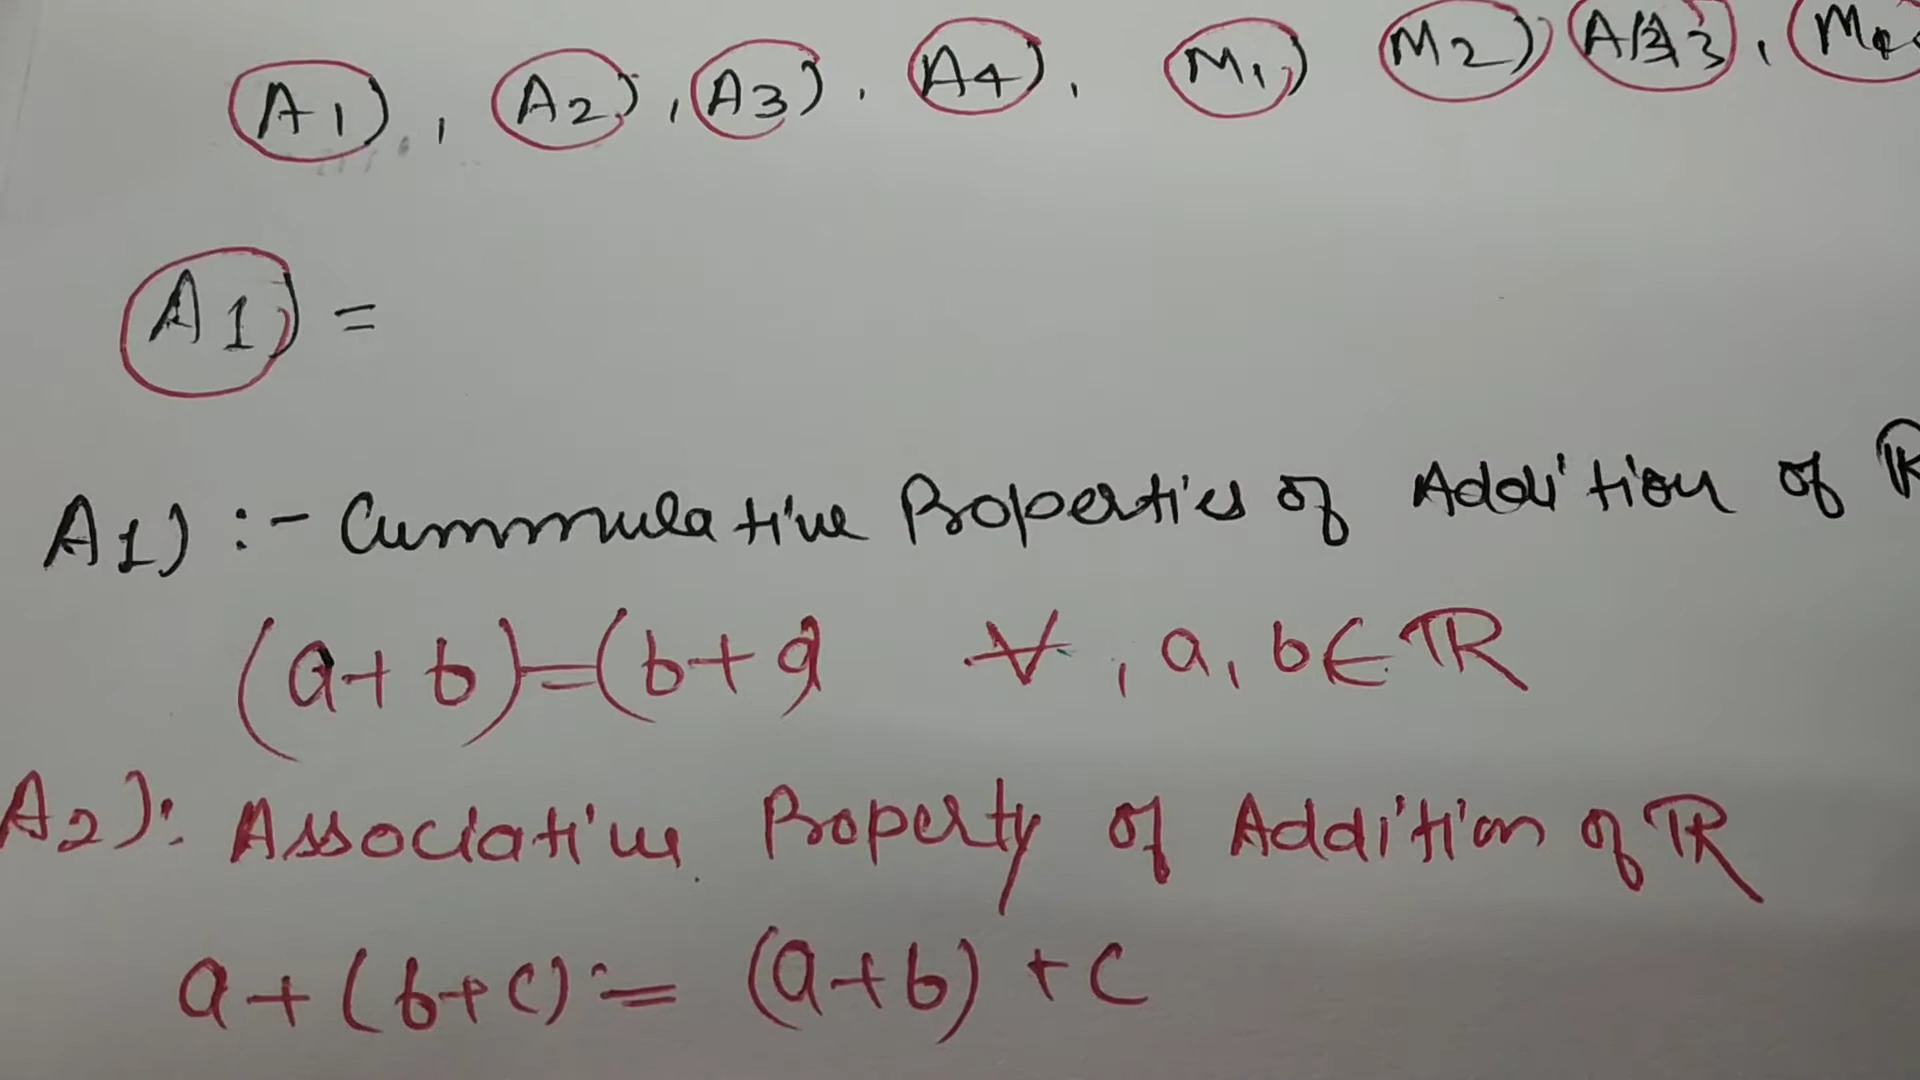 A1), A2), A3), A4), M1) M2) A3),
A1) =
A1) :- Cummulative Properties of Addition of R
(a+b)=(b+a) ∀, a, b∈ℝ
A2): Associative Property of Addition of ℝ
a+(b+c) = (a+b)+c